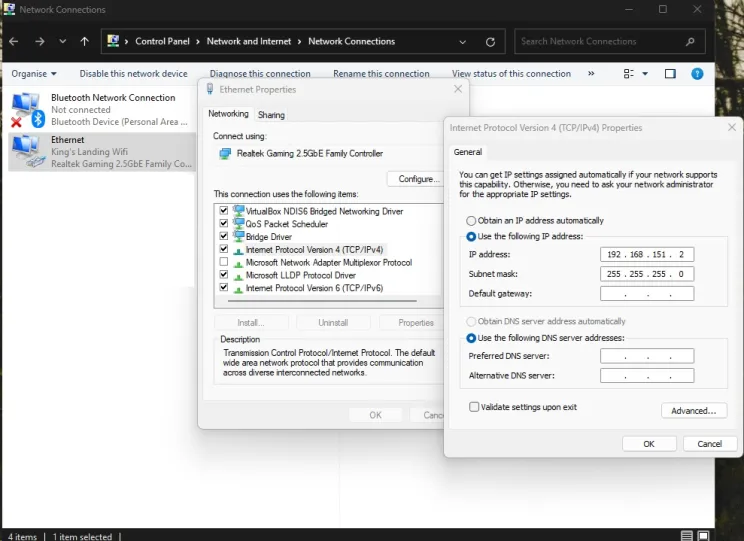 Network Connections
Control Panel > Network and Internet > Network Connections
Search Network Connections
Organise
Disable this network device
Diagnose this connection
Rename this connection
View status of this connection
»
Bluetooth Network Connection
Not connected
Bluetooth Device (Personal Area ...
Ethernet
King's Landing Wifi
Realtek Gaming 2.5GbE Family Co...
Ethernet Properties
Networking
Sharing
Connect using:
Realtek Gaming 2.5GbE Family Controller
Configure...
This connection uses the following items:
VirtualBox NDIS6 Bridged Networking Driver
QoS Packet Scheduler
Bridge Driver
Internet Protocol Version 4 (TCP/IPv4)
Microsoft Network Adapter Multiplexor Protocol
Microsoft LLDP Protocol Driver
Internet Protocol Version 6 (TCP/IPv6)
Install...
Uninstall
Properties
Description
Transmission Control Protocol/Internet Protocol. The default
wide area network protocol that provides communication
across diverse interconnected networks.
OK
Canc
Internet Protocol Version 4 (TCP/IPv4) Properties
General
You can get IP settings assigned automatically if your network supports
this capability. Otherwise, you need to ask your network administrator
for the appropriate IP settings.
Obtain an IP address automatically
Use the following IP address:
IP address: 192 . 168 . 151 . 2
Subnet mask: 255 . 255 . 255 . 0
Default gateway: . . .
Obtain DNS server address automatically
Use the following DNS server addresses:
Preferred DNS server: . . .
Alternative DNS server: . . .
Validate settings upon exit
Advanced...
OK
Cancel
4 items | 1 item selected |